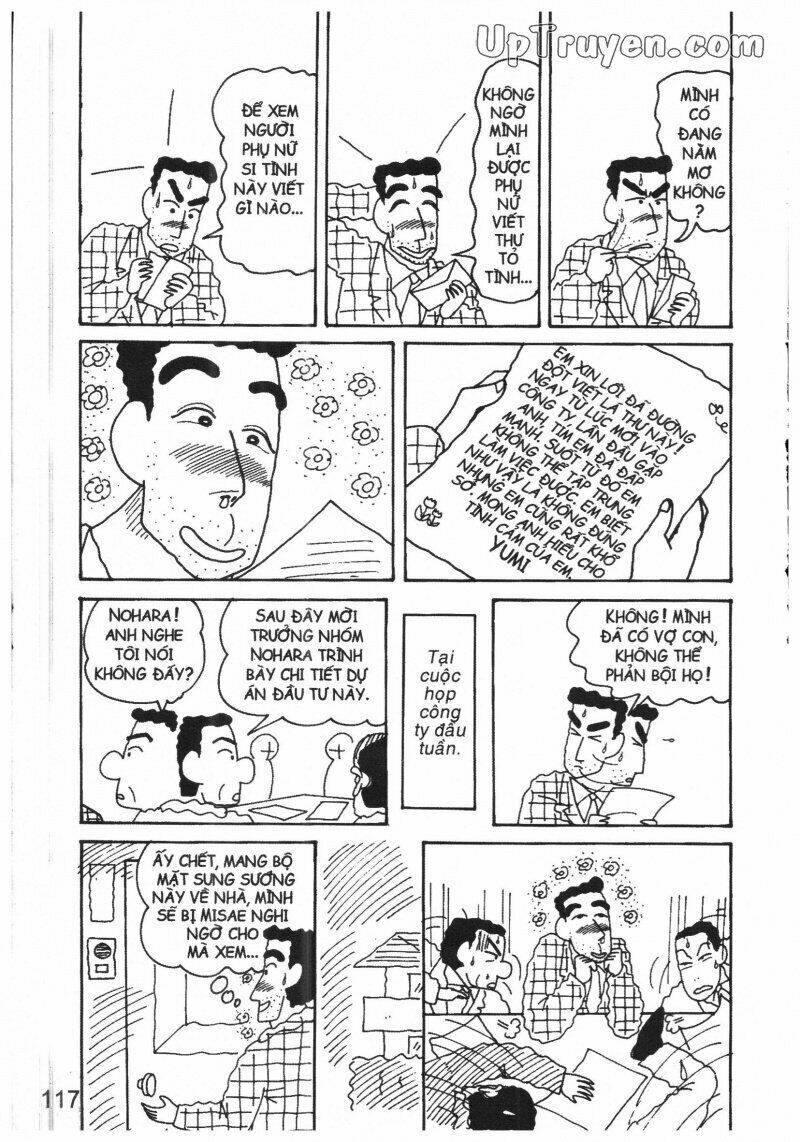 UpTruyen.com
MÌNH
CÓ
ĐANG
NẰM
MƠ
KHÔNG
?
KHÔNG
NGỜ
MÌNH
LẠI
ĐƯỢC
PHỤ
NỮ
VIẾT
THƯ
TỎ
TÌNH...
ĐỂ XEM
NGƯỜI
PHỤ NỮ
SI TÌNH
NÀY VIẾT
GÌ NÀO...
EM XIN LỖI ĐÃ ĐƯỜNG
ĐỘT VIẾT LÁ THƯ NÀY!
NGAY TỪ LÚC MỚI VÀO
CÔNG TY, LẦN ĐẦU GẶP
ANH, TIM EM ĐÃ ĐẬP
MẠNH, SUỐT TỪ ĐÓ EM
KHÔNG THỂ TẬP TRUNG
LÀM VIỆC ĐƯỢC. EM BIẾT
NHƯ VẬY LÀ KHÔNG ĐÚNG
NHƯNG EM CŨNG RẤT KHỔ
SỞ. MONG ANH HIỂU CHO
TÌNH CẢM CỦA EM.
YUMI
KHÔNG! MÌNH
ĐÃ CÓ VỢ CON,
KHÔNG THỂ
PHẢN BỘI HỌ!
Tại
cuộc
họp
công
ty đầu
tuần.
SAU ĐÂY MỜI
TRƯỞNG NHÓM
NOHARA TRÌNH
BÀY CHI TIẾT DỰ
ÁN ĐẦU TƯ NÀY.
NOHARA!
ANH NGHE
TÔI NÓI
KHÔNG ĐẤY?
ẤY CHẾT, MANG BỘ
MẶT SUNG SƯỚNG
NÀY VỀ NHÀ, MÌNH
SẼ BỊ MISAE NGHI
NGỜ CHO
MÀ XEM...
117